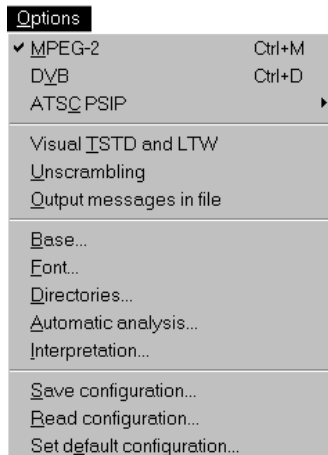 Options
MPEG-2 Ctrl+M
DVB Ctrl+D
ATSC PSIP
Visual TSTD and LTW
Unscrambling
Output messages in file
Base...
Font...
Directories...
Automatic analysis...
Interpretation...
Save configuration...
Read configuration...
Set default configuration...